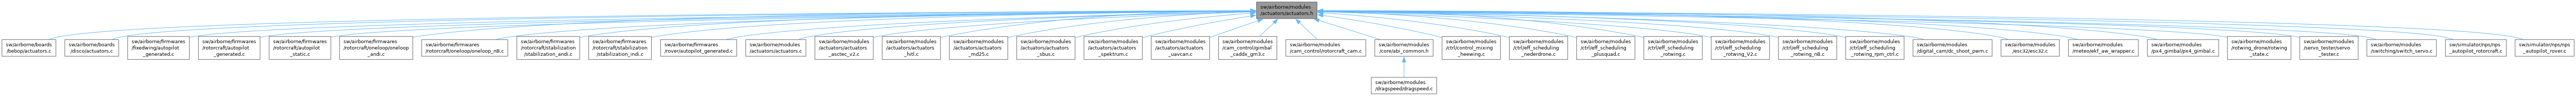 sw/airborne/modules
/actuators/actuators.h
sw/airborne/boards
/bebop/actuators.c
sw/airborne/boards
/disco/actuators.c
sw/airborne/firmwares
/fixedwing/autopilot
_generated.c
sw/airborne/firmwares
/rotorcraft/autopilot
_generated.c
sw/airborne/firmwares
/rotorcraft/autopilot
_static.c
sw/airborne/firmwares
/rotorcraft/oneloop/oneloop
_andi.c
sw/airborne/firmwares
/rotorcraft/oneloop/oneloop_rl8.c
sw/airborne/firmwares
/rotorcraft/stabilization
/stabilization_andi.c
sw/airborne/firmwares
/rotorcraft/stabilization
/stabilization_indi.c
sw/airborne/firmwares
/rover/autopilot_generated.c
sw/airborne/modules
/actuators/actuators.c
sw/airborne/modules
/actuators/actuators
_asctec_v2.c
sw/airborne/modules
/actuators/actuators
_hitl.c
sw/airborne/modules
/actuators/actuators
_md25.c
sw/airborne/modules
/actuators/actuators
_sbus.c
sw/airborne/modules
/actuators/actuators
_spektrum.c
sw/airborne/modules
/actuators/actuators
_uavcan.c
sw/airborne/modules
/cam_control/gimbal
_caddx_gm3.c
sw/airborne/modules
/cam_control/rotorcraft_cam.c
sw/airborne/modules
/core/abi_common.h
sw/airborne/modules
/ctrl/control_mixing
_heewing.c
sw/airborne/modules
/ctrl/eff_scheduling
_nederdrone.c
sw/airborne/modules
/ctrl/eff_scheduling
_plusquad.c
sw/airborne/modules
/ctrl/eff_scheduling
_rotwing.c
sw/airborne/modules
/ctrl/eff_scheduling
_rotwing_V2.c
sw/airborne/modules
/ctrl/eff_scheduling
_rotwing_rl8.c
sw/airborne/modules
/ctrl/eff_scheduling
_rotwing_rpm_ctrl.c
sw/airborne/modules
/digital_cam/dc_shoot_pwm.c
sw/airborne/modules
/esc32/esc32.c
sw/airborne/modules
/meteo/ekf_aw_wrapper.c
sw/airborne/modules
/px4_gimbal/px4_gimbal.c
sw/airborne/modules
/rotwing_drone/rotwing
_state.c
sw/airborne/modules
/servo_tester/servo
_tester.c
sw/airborne/modules
/switching/switch_servo.c
sw/simulator/nps/nps
_autopilot_rotorcraft.c
sw/simulator/nps/nps
_autopilot_rover.c
sw/airborne/modules
/dragspeed/dragspeed.c